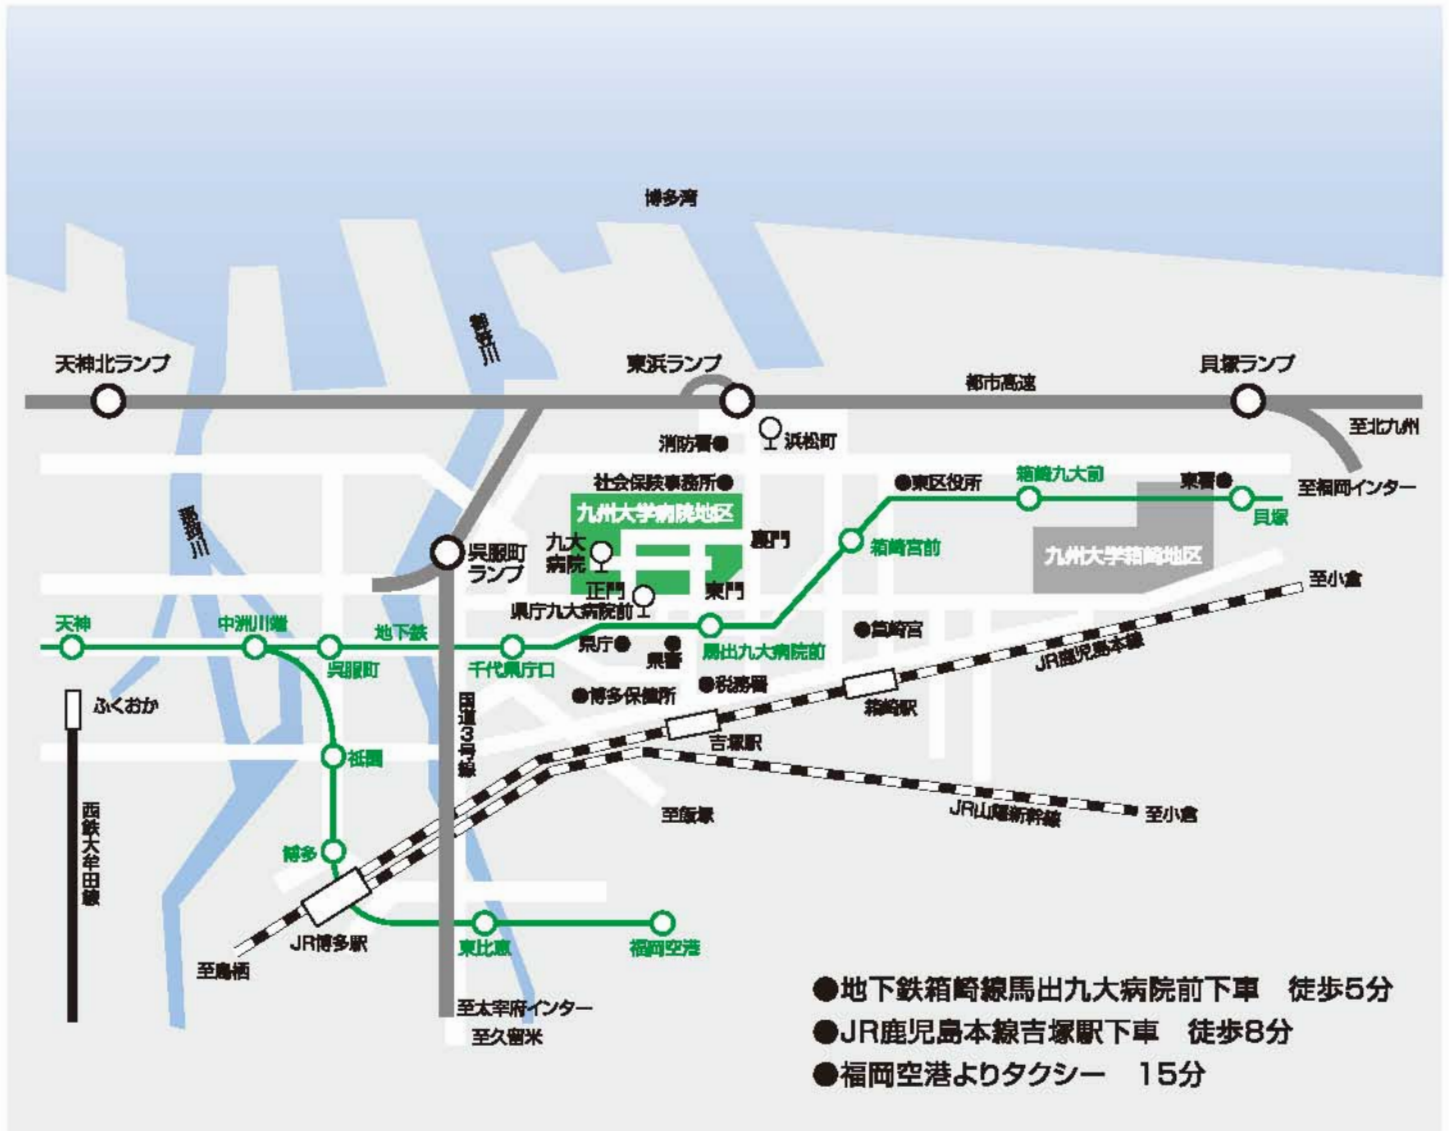 博多湾
御笠川
天神北ランプ
東浜ランプ
貝塚ランプ
都市高速
至北九州
消防署●
浜松町
社会保険事務所●
●東区役所
箱崎九大前
東署●
至福岡インター
貝塚
九州大学病院地区
那珂川
呉服町
ランプ
九大
病院
鹿門
箱崎宮前
九州大学箱崎地区
正門
東門
県庁九大病院前
至小倉
天神
中洲川端
地下鉄
呉服町
千代県庁口
県庁●
県警
馬出九大病院前
●筥崎宮
JR鹿児島本線
ふくおか
国道3号線
●博多保健所
●税務署
箱崎駅
吉塚駅
祇園
西鉄大牟田線
至飯塚
JR山陽新幹線
至小倉
博多
JR博多駅
至鳥栖
東比恵
福岡空港
至太宰府インター
至久留米
●地下鉄箱崎線馬出九大病院前下車　徒歩5分
●JR鹿児島本線吉塚駅下車　徒歩8分
●福岡空港よりタクシー　15分